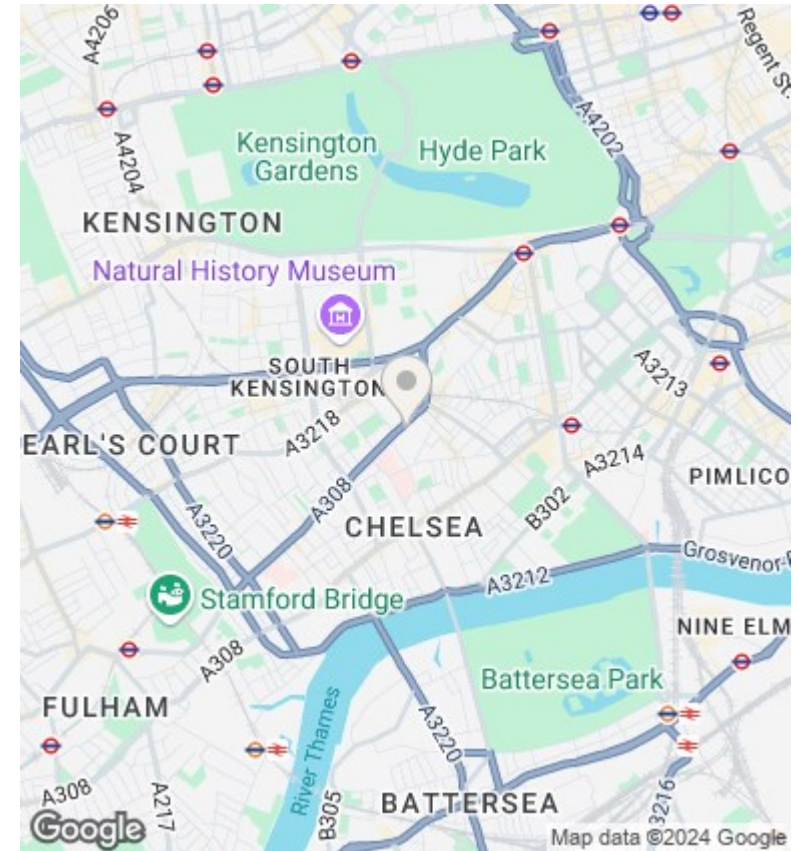 A4206
Regent St.
A4202
A4204
Kensington
Gardens
Hyde Park
KENSINGTON
Natural History Museum
SOUTH
KENSINGTON
A3213
A3218
EARL'S COURT
A3214
PIMLICO
A308
B302
CHELSEA
A3220
Grosvenor
A3212
Stamford Bridge
NINE ELM
A308
Battersea Park
FULHAM
River Thames
A3220
A308
A217
B305
BATTERSEA
A3216
Google
Map data ©2024 Google